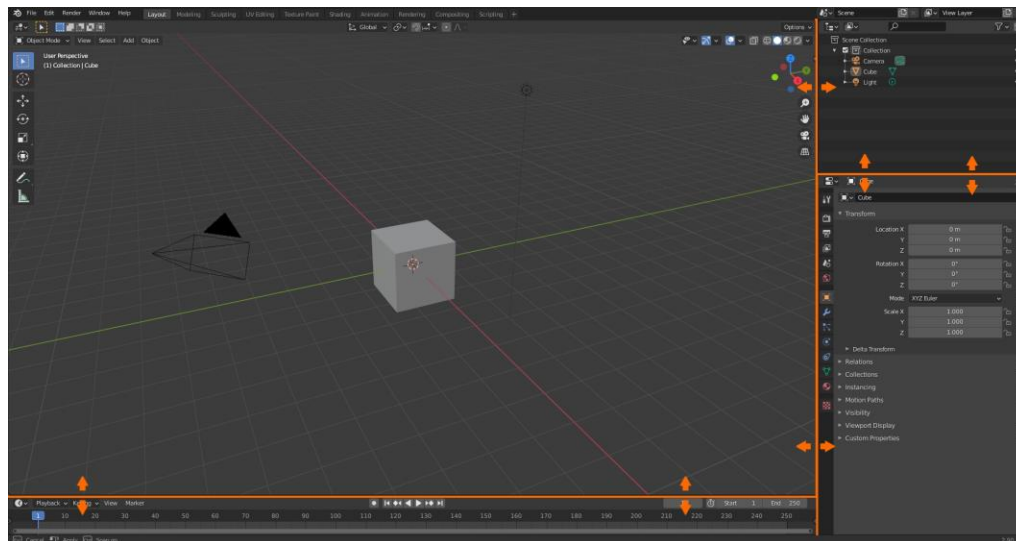 File Edit Render Window Help Layout Modeling Sculpting UV Editing Texture Paint Shading Animation Rendering Compositing Scripting + Scene View Layer
Global Options
Object Mode View Select Add Object
User Perspective
(1) Collection | Cube
Scene Collection
Collection
Camera
Cube
Light
Cube
Transform
Location X 0 m
Y 0 m
Z 0 m
Rotation X 0°
Y 0°
Z 0°
Mode XYZ Euler
Scale X 1.000
Y 1.000
Z 1.000
Delta Transform
Relations
Collections
Instancing
Motion Paths
Visibility
Viewport Display
Custom Properties
Playback View Marker Start 1 End 250
1 10 20 30 40 50 60 70 80 90 100 110 120 130 140 150 160 170 180 190 200 210 220 230 240 250
Cancel Apply